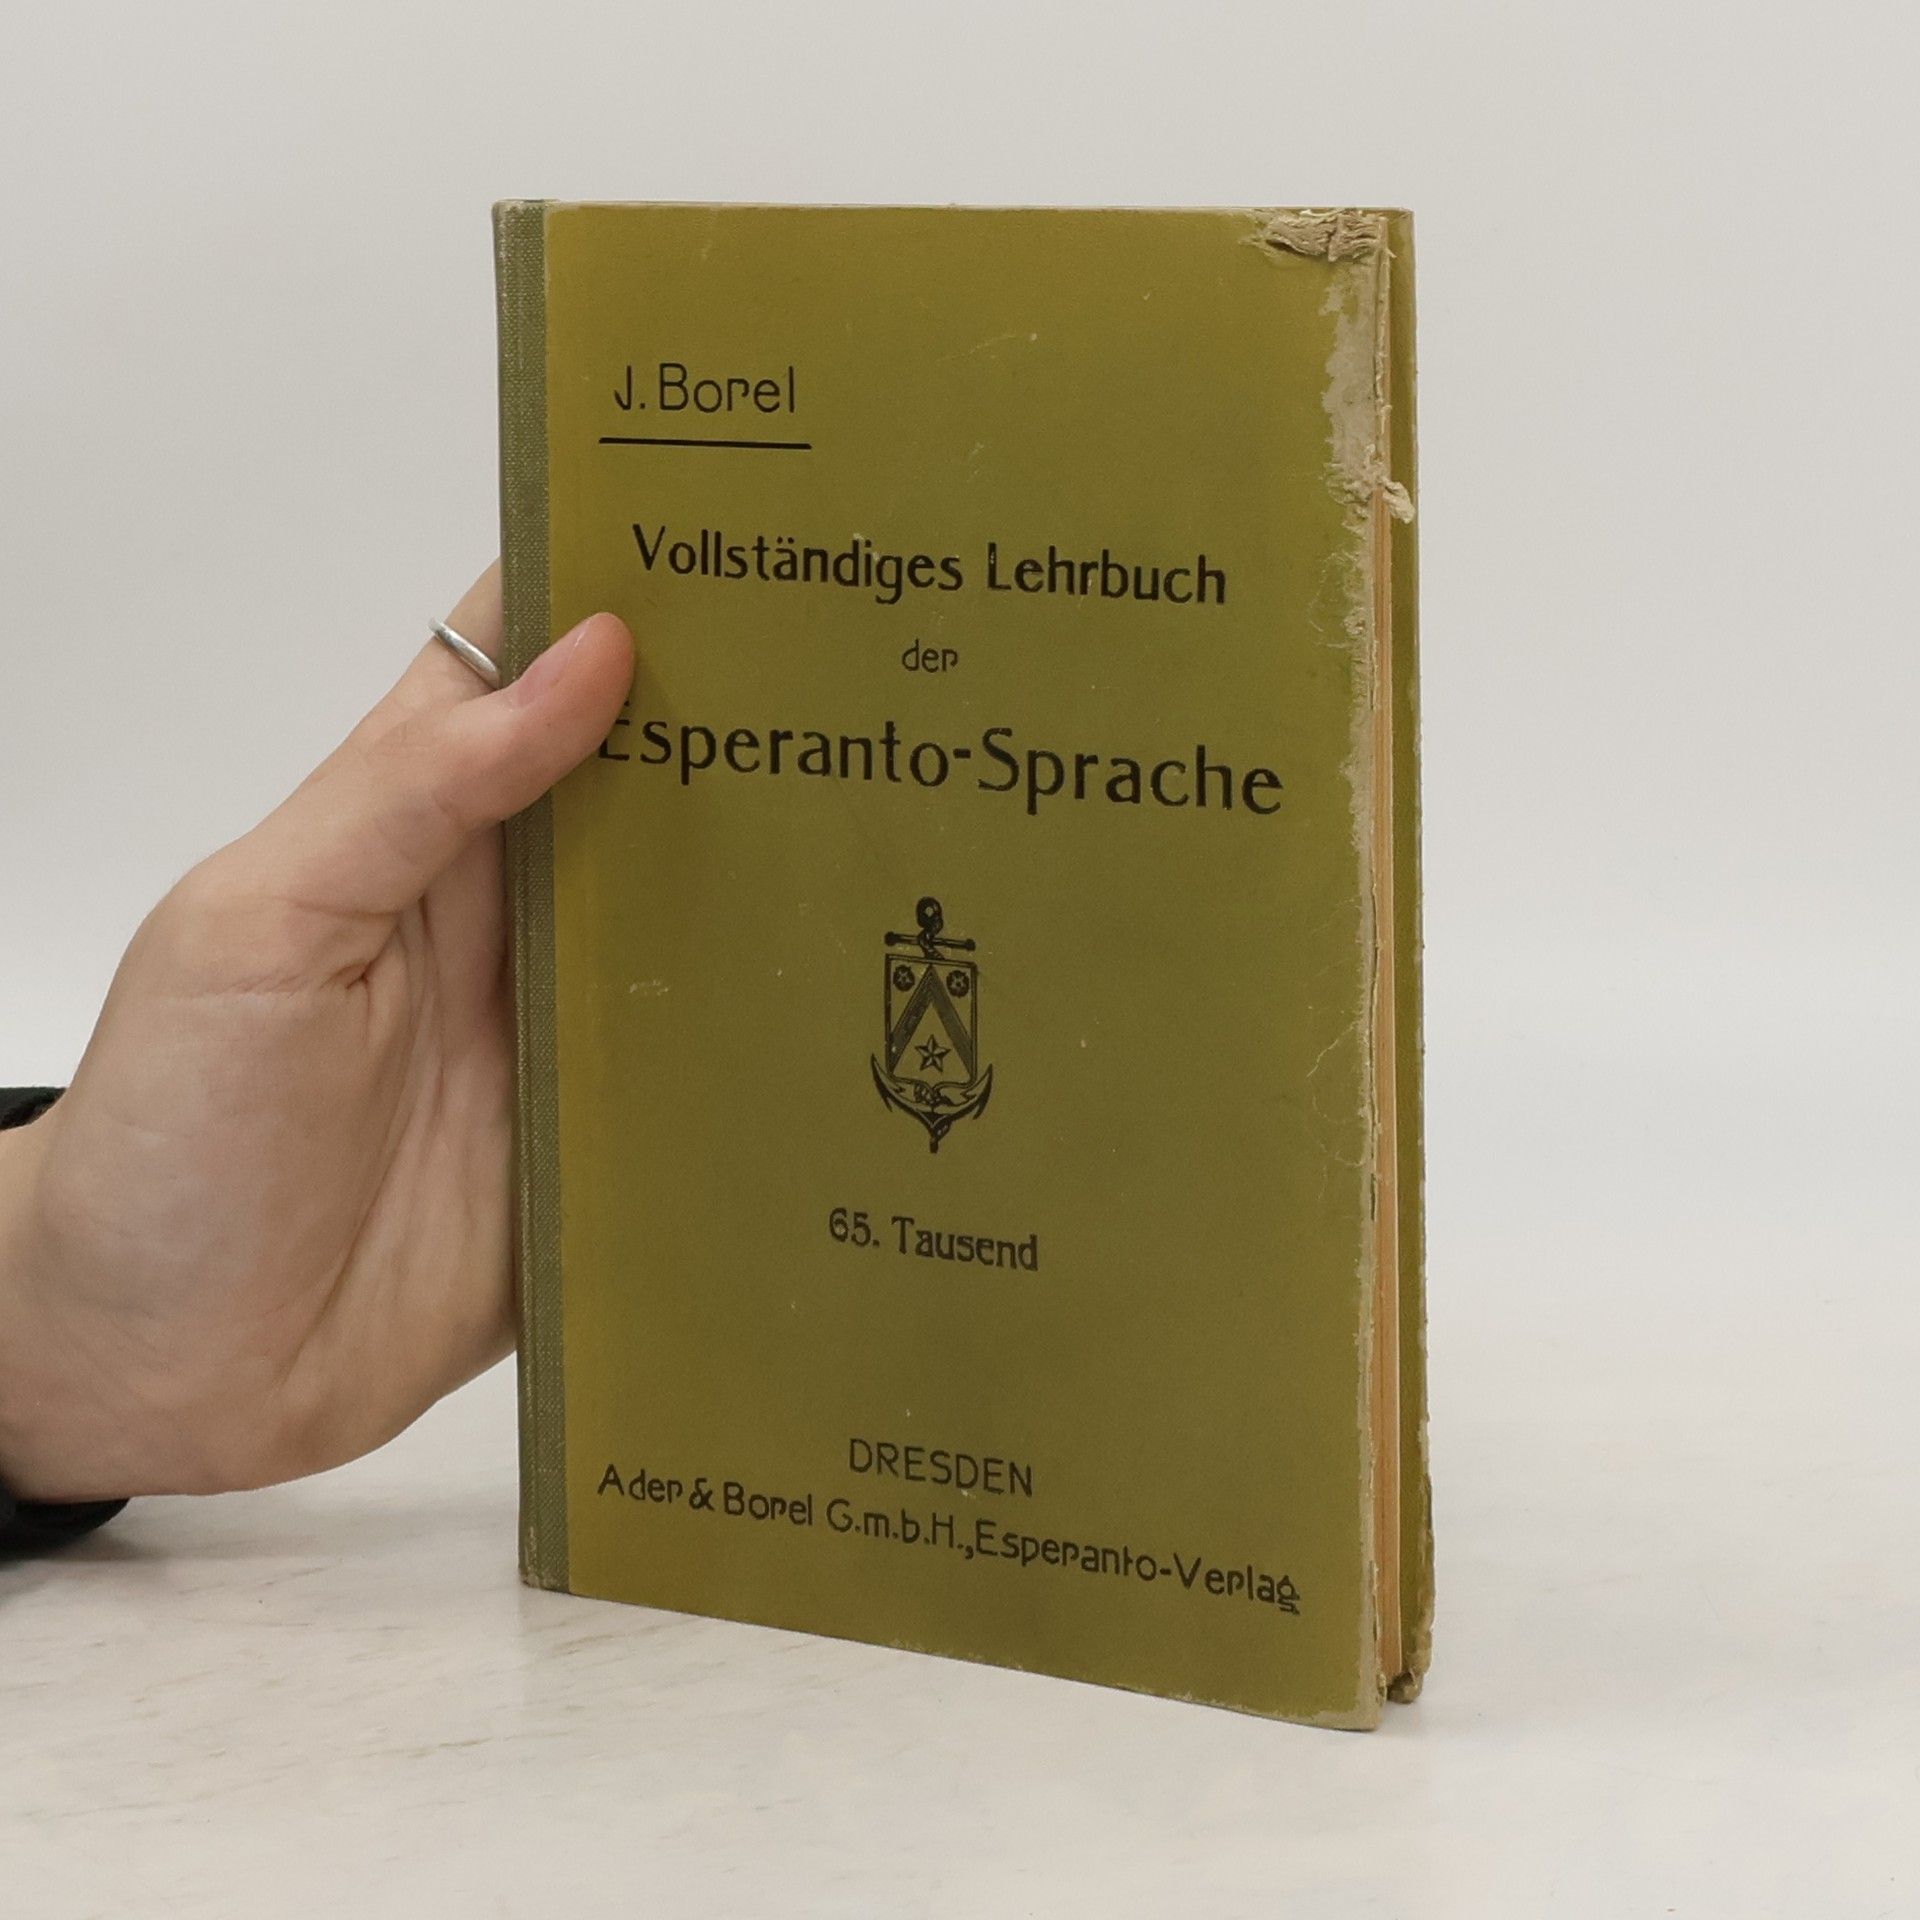 J. Borel
Vollständiges Lehrbuch
der
Esperanto-Sprache
65. Tausend
DRESDEN
Ader & Borel G.m.b.H., Esperanto-Verlag